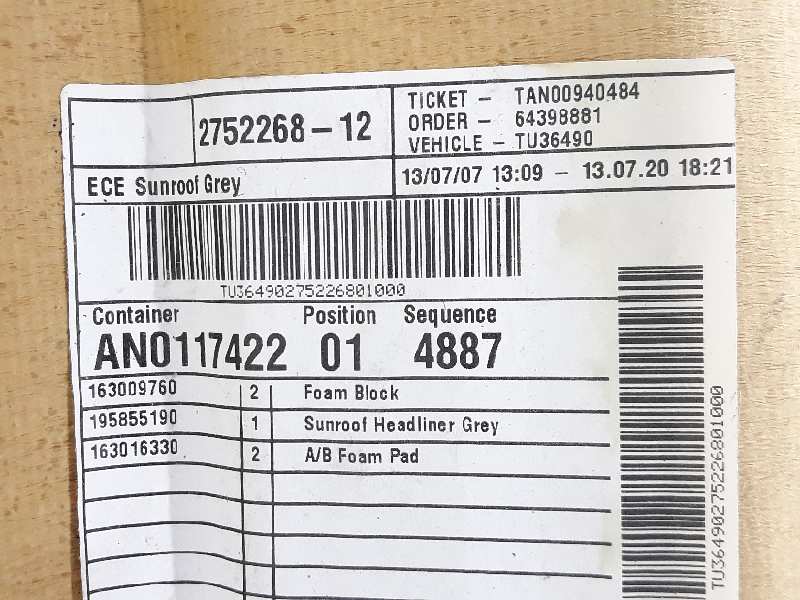 2752268-12
TICKET - TAN00940484
ORDER - 64398881
VEHICLE - TU36490
ECE Sunroof Grey
13/07/07 13:09 - 13.07.20 18:21
TU3649027522680​1000
Container Position Sequence
AN0117422 01 4887
163009760 2 Foam Block
195855190 1 Sunroof Headliner Grey
163016330 2 A/B Foam Pad
TU36490275226801000